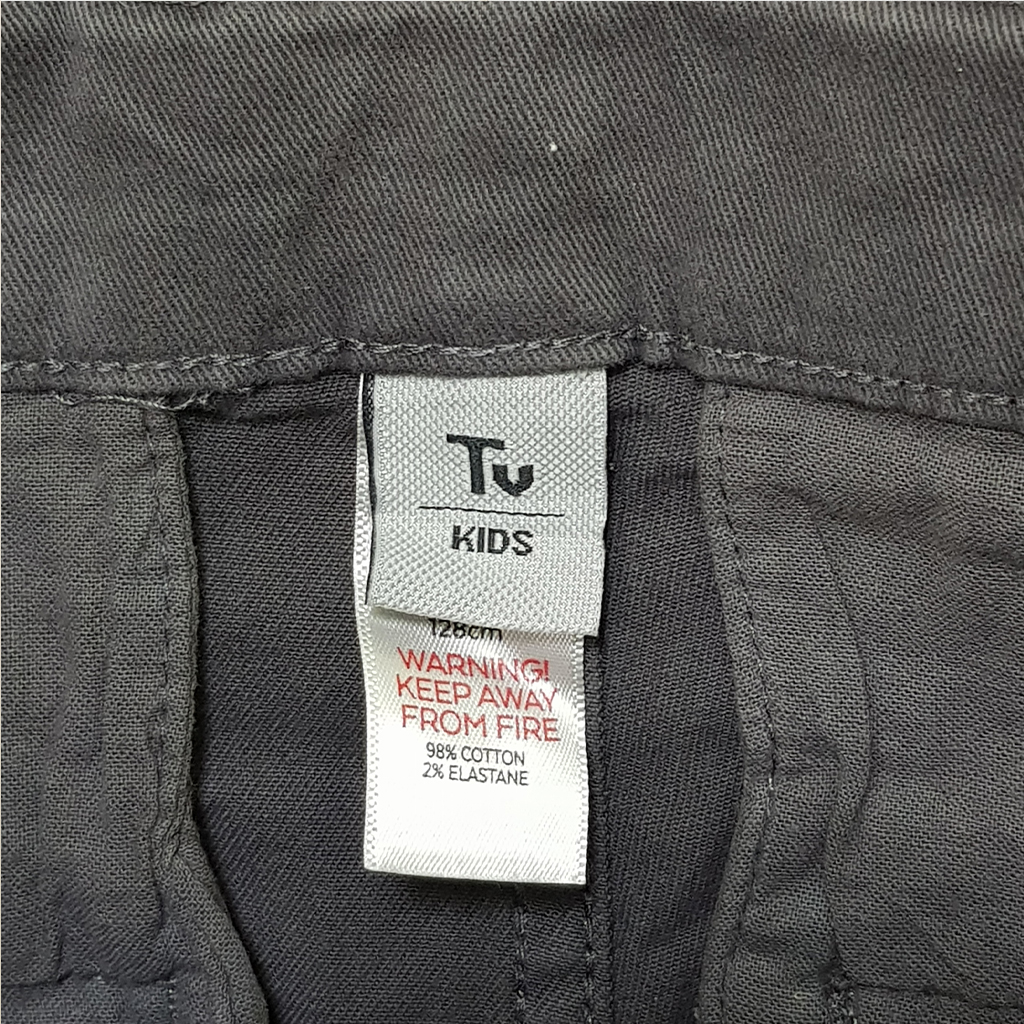 Tu
KIDS
128cm
WARNING!
KEEP AWAY
FROM FIRE
98% COTTON
2% ELASTANE